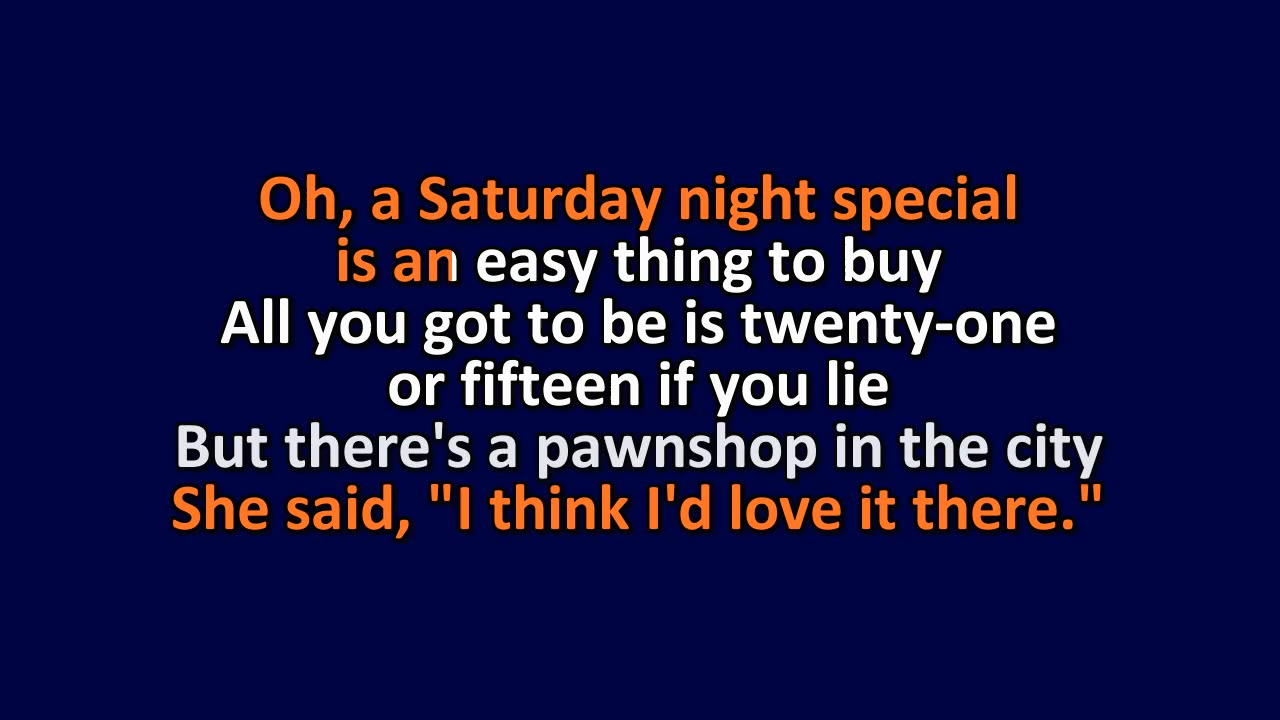 Oh, a Saturday night special
is an easy thing to buy
All you got to be is twenty-one
or fifteen if you lie
But there's a pawnshop in the city
She said, "I think I'd love it there."